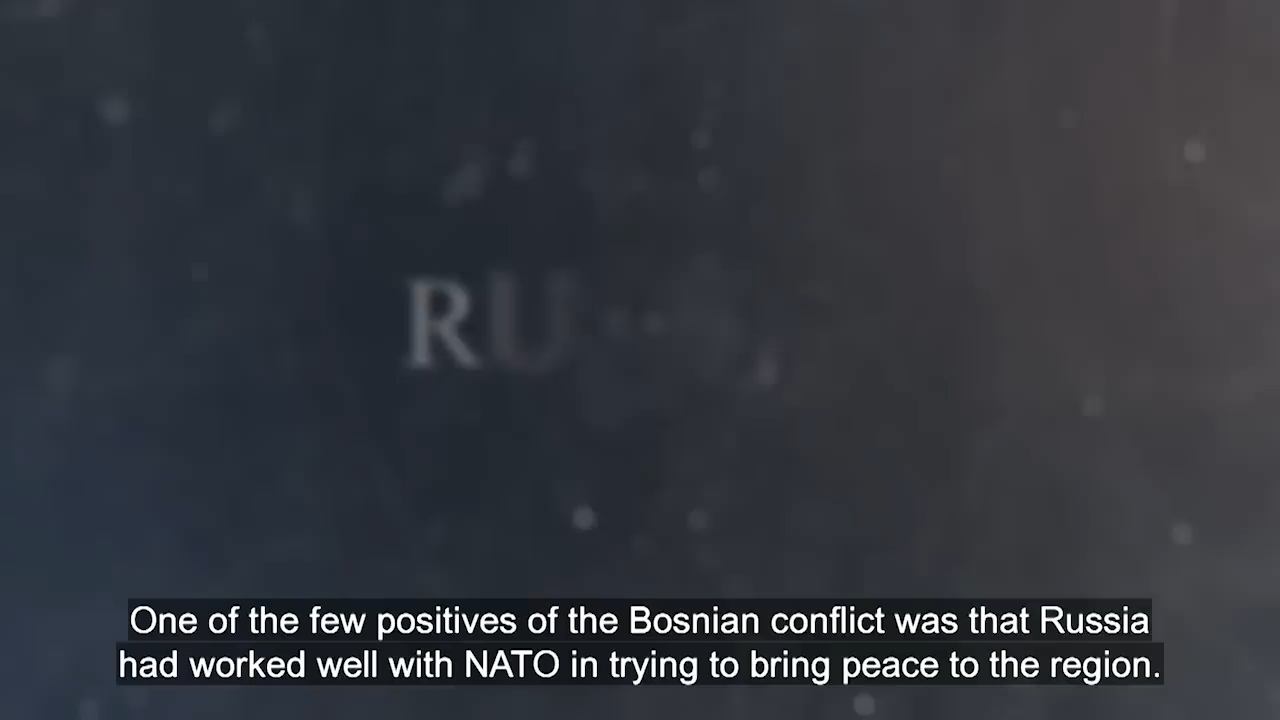 RU
One of the few positives of the Bosnian conflict was that Russia
had worked well with NATO in trying to bring peace to the region.